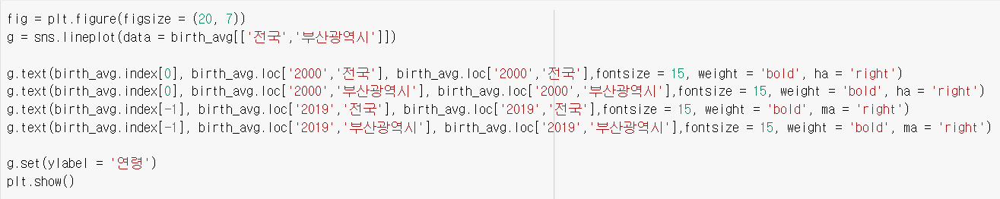 fig = plt.figure(figsize = (20, 7))
g = sns.lineplot(data = birth_avg[['전국','부산광역시']])
g.text(birth_avg.index[0], birth_avg.loc['2000','전국'], birth_avg.loc['2000','전국'],fontsize = 15, weight = 'bold', ha = 'right')
g.text(birth_avg.index[0], birth_avg.loc['2000','부산광역시'], birth_avg.loc['2000','부산광역시'],fontsize = 15, weight = 'bold', ha = 'right')
g.text(birth_avg.index[-1], birth_avg.loc['2019','전국'], birth_avg.loc['2019','전국'],fontsize = 15, weight = 'bold', ma = 'right')
g.text(birth_avg.index[-1], birth_avg.loc['2019','부산광역시'], birth_avg.loc['2019','부산광역시'],fontsize = 15, weight = 'bold', ma = 'right')
g.set(ylabel = '연령')
plt.show()